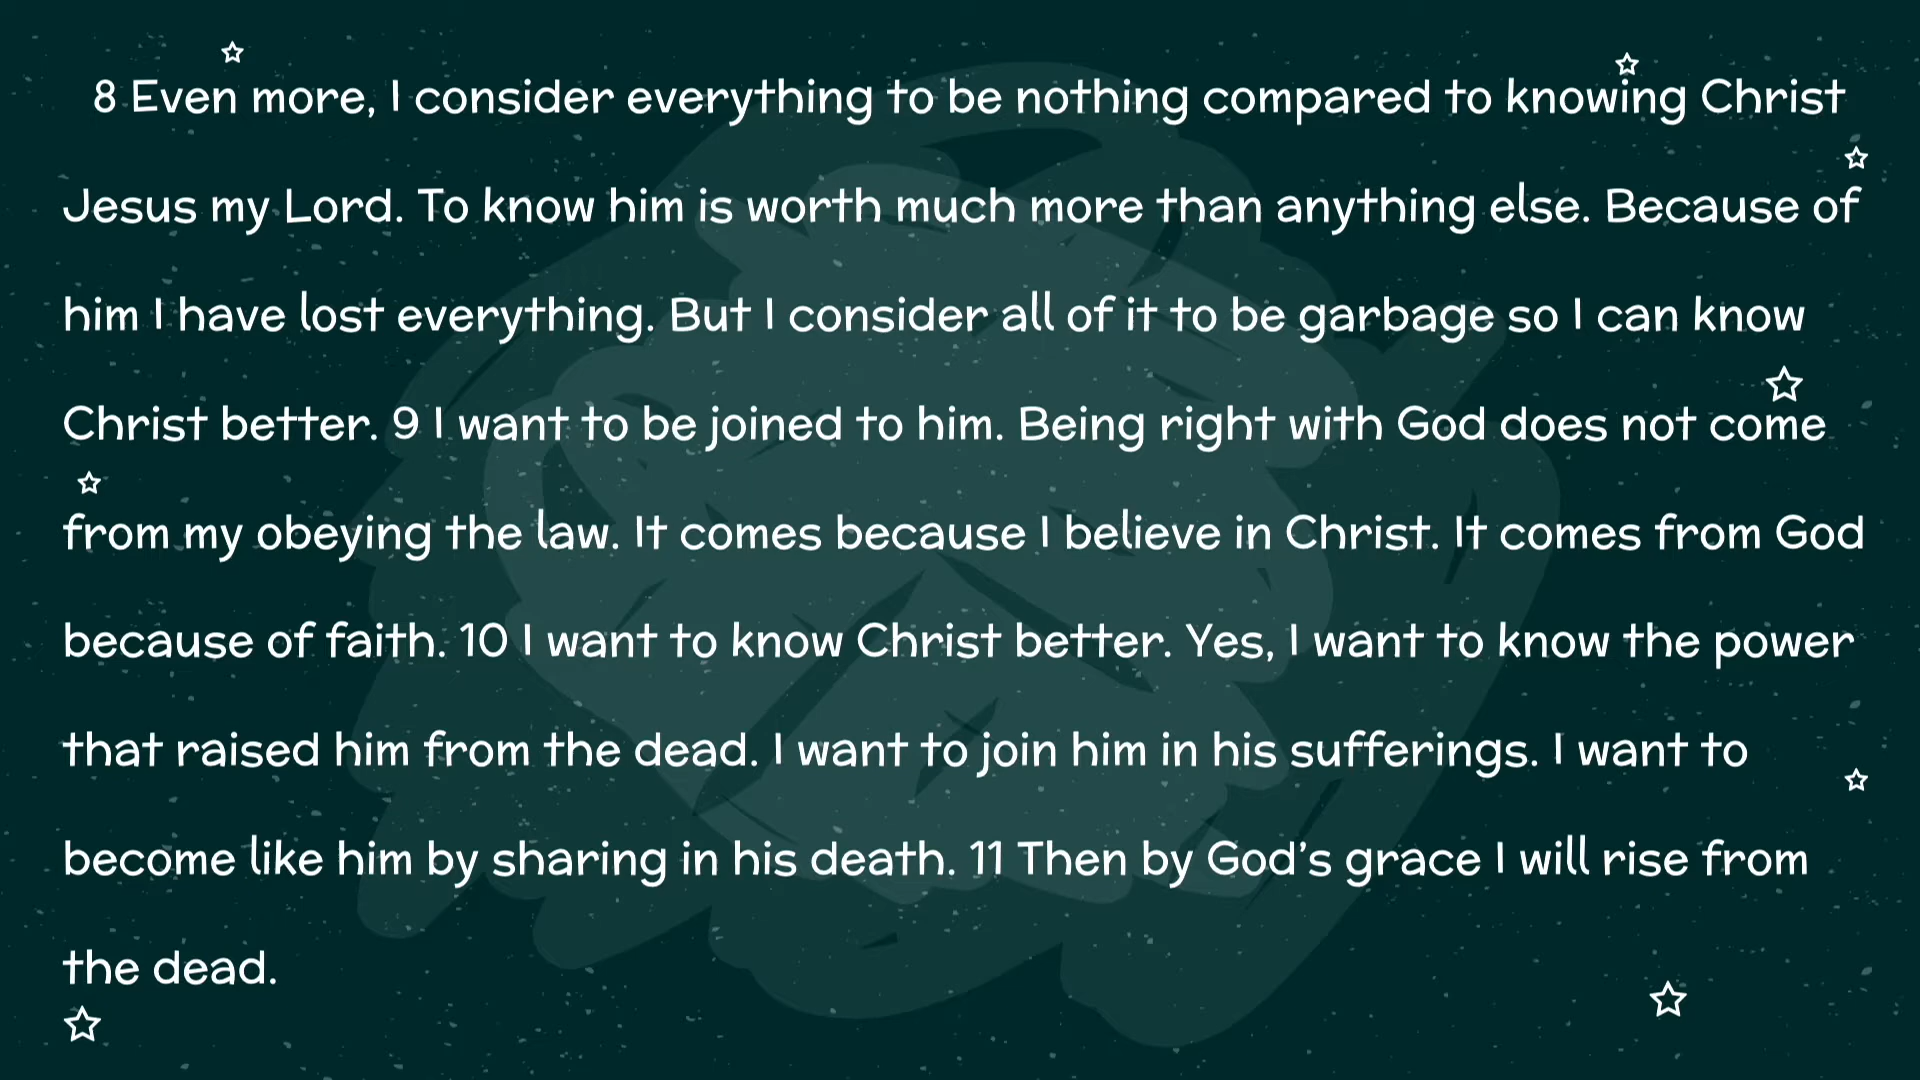 8 Even more, I consider everything to be nothing compared to knowing Christ
Jesus my Lord. To know him is worth much more than anything else. Because of
him I have lost everything. But I consider all of it to be garbage so I can know
Christ better. 9 I want to be joined to him. Being right with God does not come
from my obeying the law. It comes because I believe in Christ. It comes from God
because of faith. 10 I want to know Christ better. Yes, I want to know the power
that raised him from the dead. I want to join him in his sufferings. I want to
become like him by sharing in his death. 11 Then by God’s grace I will rise from
the dead.